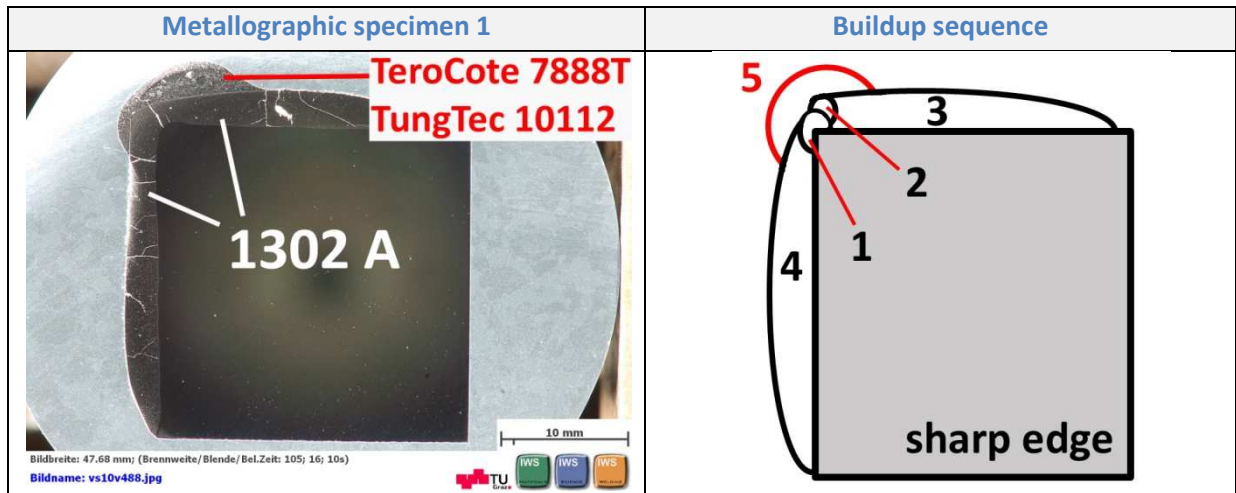 Metallographic specimen 1
Buildup sequence
TeroCote 7888T
TungTec 10112
1302 A
10 mm
Bildbreite: 47.68 mm; (Brennweite/Blende/Bel.Zeit: 105; 16; 10s)
Bildname: vs10v488.jpg
TU
Graz
IWS
IWS
IWS
5
3
2
1
4
sharp edge